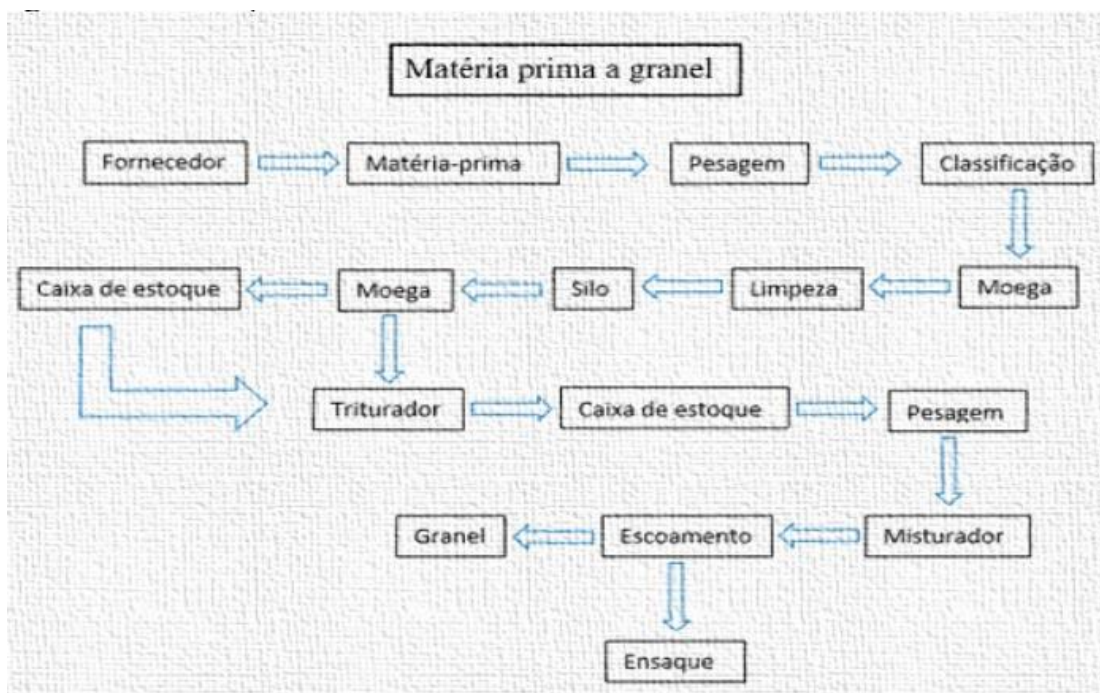 Matéria prima a granel
Fornecedor
Matéria-prima
Pesagem
Classificação
Moega
Limpeza
Silo
Moega
Caixa de estoque
Triturador
Caixa de estoque
Pesagem
Misturador
Escoamento
Granel
Ensaque